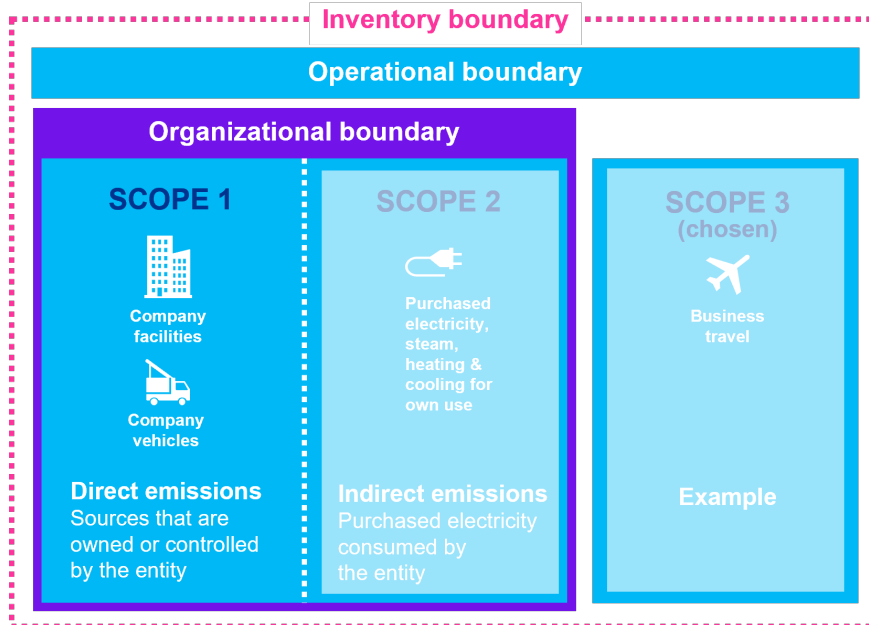 Inventory boundary
Operational boundary
Organizational boundary
SCOPE 1
Company
facilities
Company
vehicles
Direct emissions
Sources that are
owned or controlled
by the entity
SCOPE 2
Purchased
electricity,
steam,
heating &
cooling for
own use
Indirect emissions
Purchased electricity
consumed by
the entity
SCOPE 3
(chosen)
Business
travel
Example